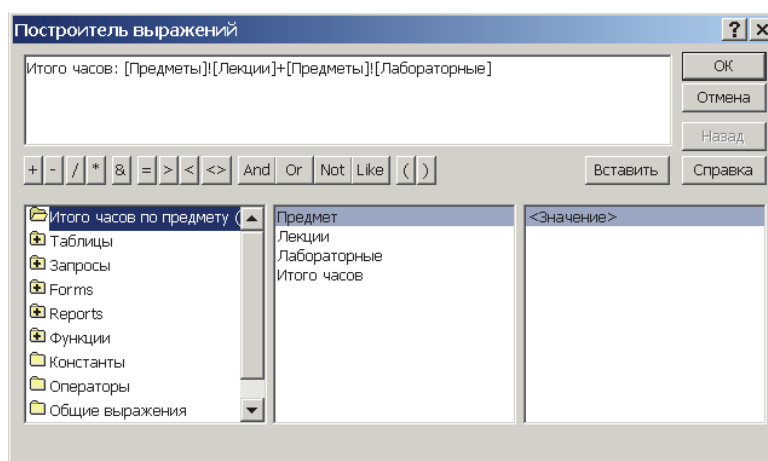 Построитель выражений ? ×
Итого часов: [Предметы]![Лекции]+[Предметы]![Лабораторные]
ОК
Отмена
Назад
+ - / * & = > < <> And Or Not Like ( ) Вставить Справка
Итого часов по предмету (
Таблицы
Запросы
Forms
Reports
Функции
Константы
Операторы
Общие выражения
Предмет
Лекции
Лабораторные
Итого часов
<Значение>